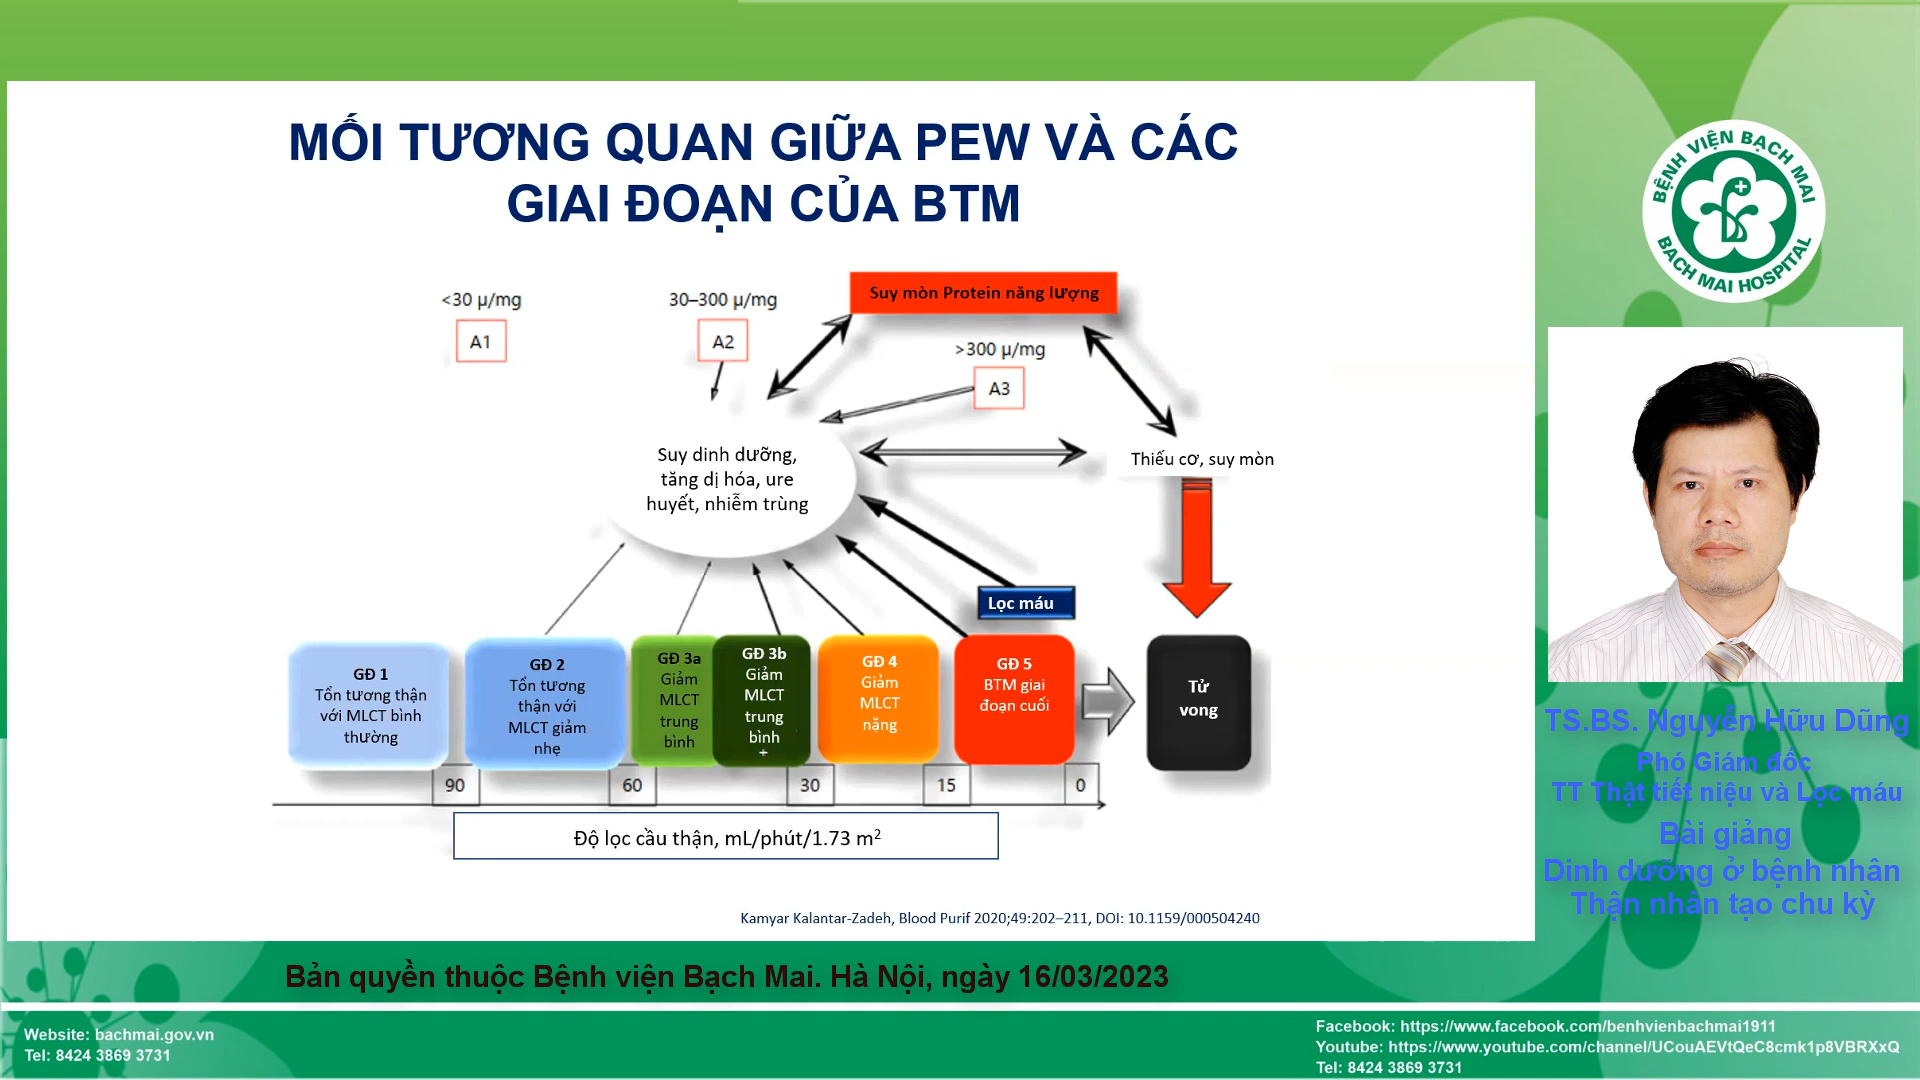 MỐI TƯƠNG QUAN GIỮA PEW VÀ CÁC
GIAI ĐOẠN CỦA BTM
<30 µ/mg
A1
30–300 µ/mg
A2
Suy mòn Protein năng lượng
>300 µ/mg
A3
Suy dinh dưỡng,
tăng dị hóa, ure
huyết, nhiễm trùng
Thiếu cơ, suy mòn
Lọc máu
GĐ 1
Tổn tương thận
với MLCT bình
thường
GĐ 2
Tổn tương
thận với
MLCT giảm
nhẹ
GĐ 3a
Giảm
MLCT
trung
bình
GĐ 3b
Giảm
MLCT
trung
bình
+
GĐ 4
Giảm
MLCT
nặng
GĐ 5
BTM giai
đoạn cuối
Tử
vong
90
60
30
15
0
Độ lọc cầu thận, mL/phút/1.73 m²
Kamyar Kalantar-Zadeh, Blood Purif 2020;49:202–211, DOI: 10.1159/000504240
BỆNH VIỆN BẠCH MAI
BACH MAI HOSPITAL
TS.BS. Nguyễn Hữu Dũng
Phó Giám đốc
TT Thật tiết niệu và Lọc máu
Bài giảng
Dinh dưỡng ở bệnh nhân
Thận nhân tạo chu kỳ
Bản quyền thuộc Bệnh viện Bạch Mai. Hà Nội, ngày 16/03/2023
Website: bachmai.gov.vn
Tel: 8424 3869 3731
Facebook: https://www.facebook.com/benhvienbachmai1911
Youtube: https://www.youtube.com/channel/UCouAEVtQeC8cmk1p8VBRXxQ
Tel: 8424 3869 3731